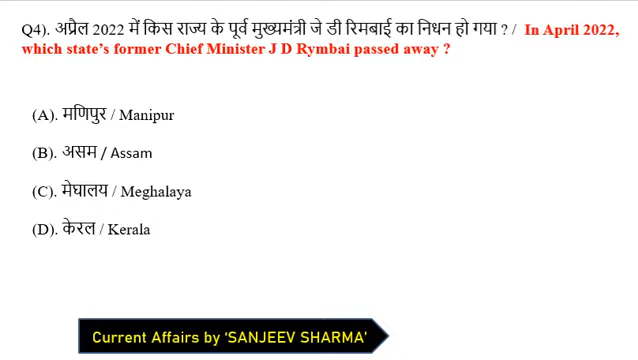 Q4). अप्रैल 2022 में किस राज्य के पूर्व मुख्यमंत्री जे डी रिमबाई का निधन हो गया ? / In April 2022,
which state's former Chief Minister J D Rymbai passed away ?
(A). मणिपुर / Manipur
(B). असम / Assam
(C). मेघालय / Meghalaya
(D). केरल / Kerala
Current Affairs by 'SANJEEV SHARMA'